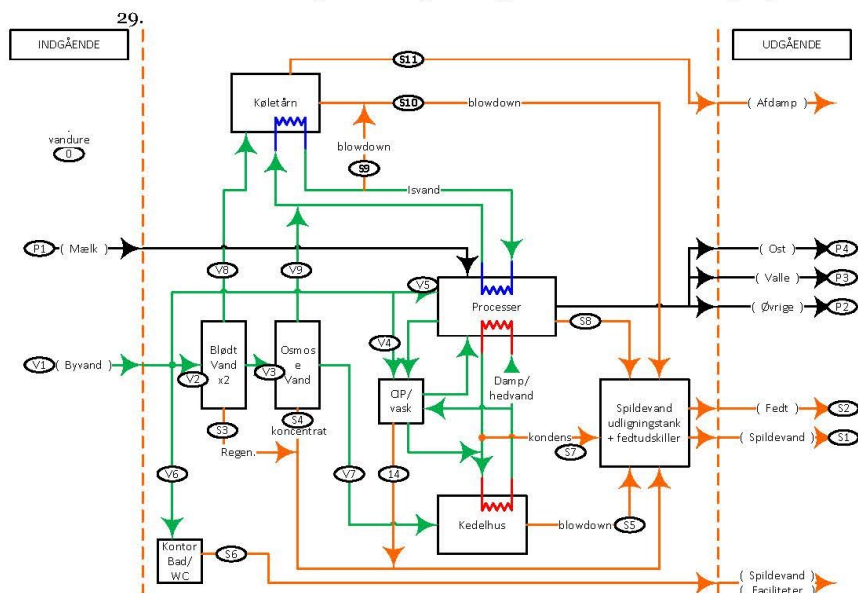 29.
INDGÅENDE
UDGÅENDE
S11
Køletårn
S10
blowdown
( Afdamp )
vandure
0
blowdown
S9
Isvand
P1 ( Mælk )
( Ost ) P4
V8
V9
V5
( Valle ) P3
Processer
( Øvrige ) P2
S8
V4
V1 ( Byvand )
V2
Blødt
Vand
x2
V3
Osmos
e
Vand
Damp/
hedvand
CIP/
vask
Spildevand
udligningstank
+ fedtudskiller
( Fedt ) S2
( Spildevand ) S1
S3
S4
koncentrat
Regen.
kondens
S7
V6
V7
14
Kedelhus
blowdown
S5
Kontor
Bad/
WC
S6
( Spildevand )
( Faciliteter )